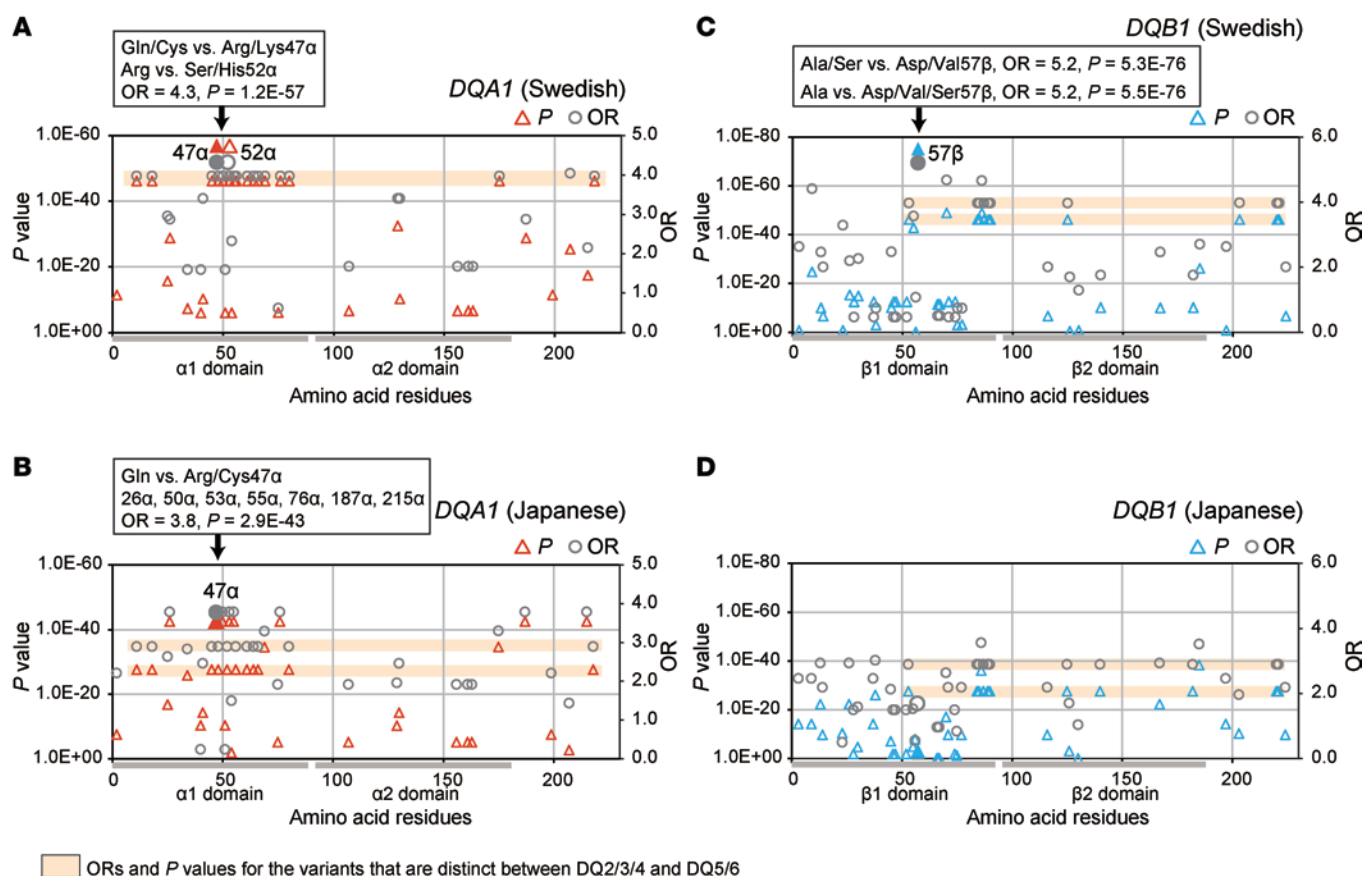 A
Gln/Cys vs. Arg/Lys47α
Arg vs. Ser/His52α
OR = 4.3, P = 1.2E-57
DQA1 (Swedish)
P OR
1.0E-60
1.0E-40
1.0E-20
1.0E+00
P value
47α 52α
5.0
4.0
3.0
2.0
1.0
0.0
OR
0 50 100 150 200
α1 domain α2 domain
Amino acid residues
B
Gln vs. Arg/Cys47α
26α, 50α, 53α, 55α, 76α, 187α, 215α
OR = 3.8, P = 2.9E-43
DQA1 (Japanese)
P OR
1.0E-60
1.0E-40
1.0E-20
1.0E+00
P value
47α
5.0
4.0
3.0
2.0
1.0
0.0
OR
0 50 100 150 200
α1 domain α2 domain
Amino acid residues
C
DQB1 (Swedish)
Ala/Ser vs. Asp/Val57β, OR = 5.2, P = 5.3E-76
Ala vs. Asp/Val/Ser57β, OR = 5.2, P = 5.5E-76
P OR
1.0E-80
1.0E-60
1.0E-40
1.0E-20
1.0E+00
P value
57β
6.0
4.0
2.0
0.0
OR
0 50 100 150 200
β1 domain β2 domain
Amino acid residues
D
DQB1 (Japanese)
P OR
1.0E-80
1.0E-60
1.0E-40
1.0E-20
1.0E+00
P value
6.0
4.0
2.0
0.0
OR
0 50 100 150 200
β1 domain β2 domain
Amino acid residues
ORs and P values for the variants that are distinct between DQ2/3/4 and DQ5/6